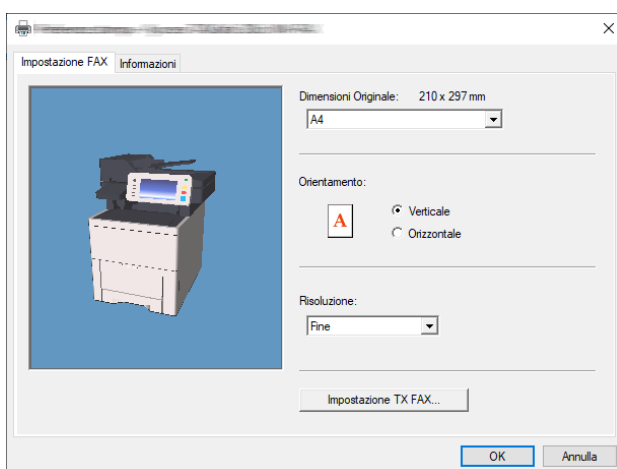 Impostazione FAX Informazioni
Dimensioni Originale: 210 x 297 mm
A4
Orientamento:
A
Verticale
Orizzontale
Risoluzione:
Fine
Impostazione TX FAX...
OK Annulla